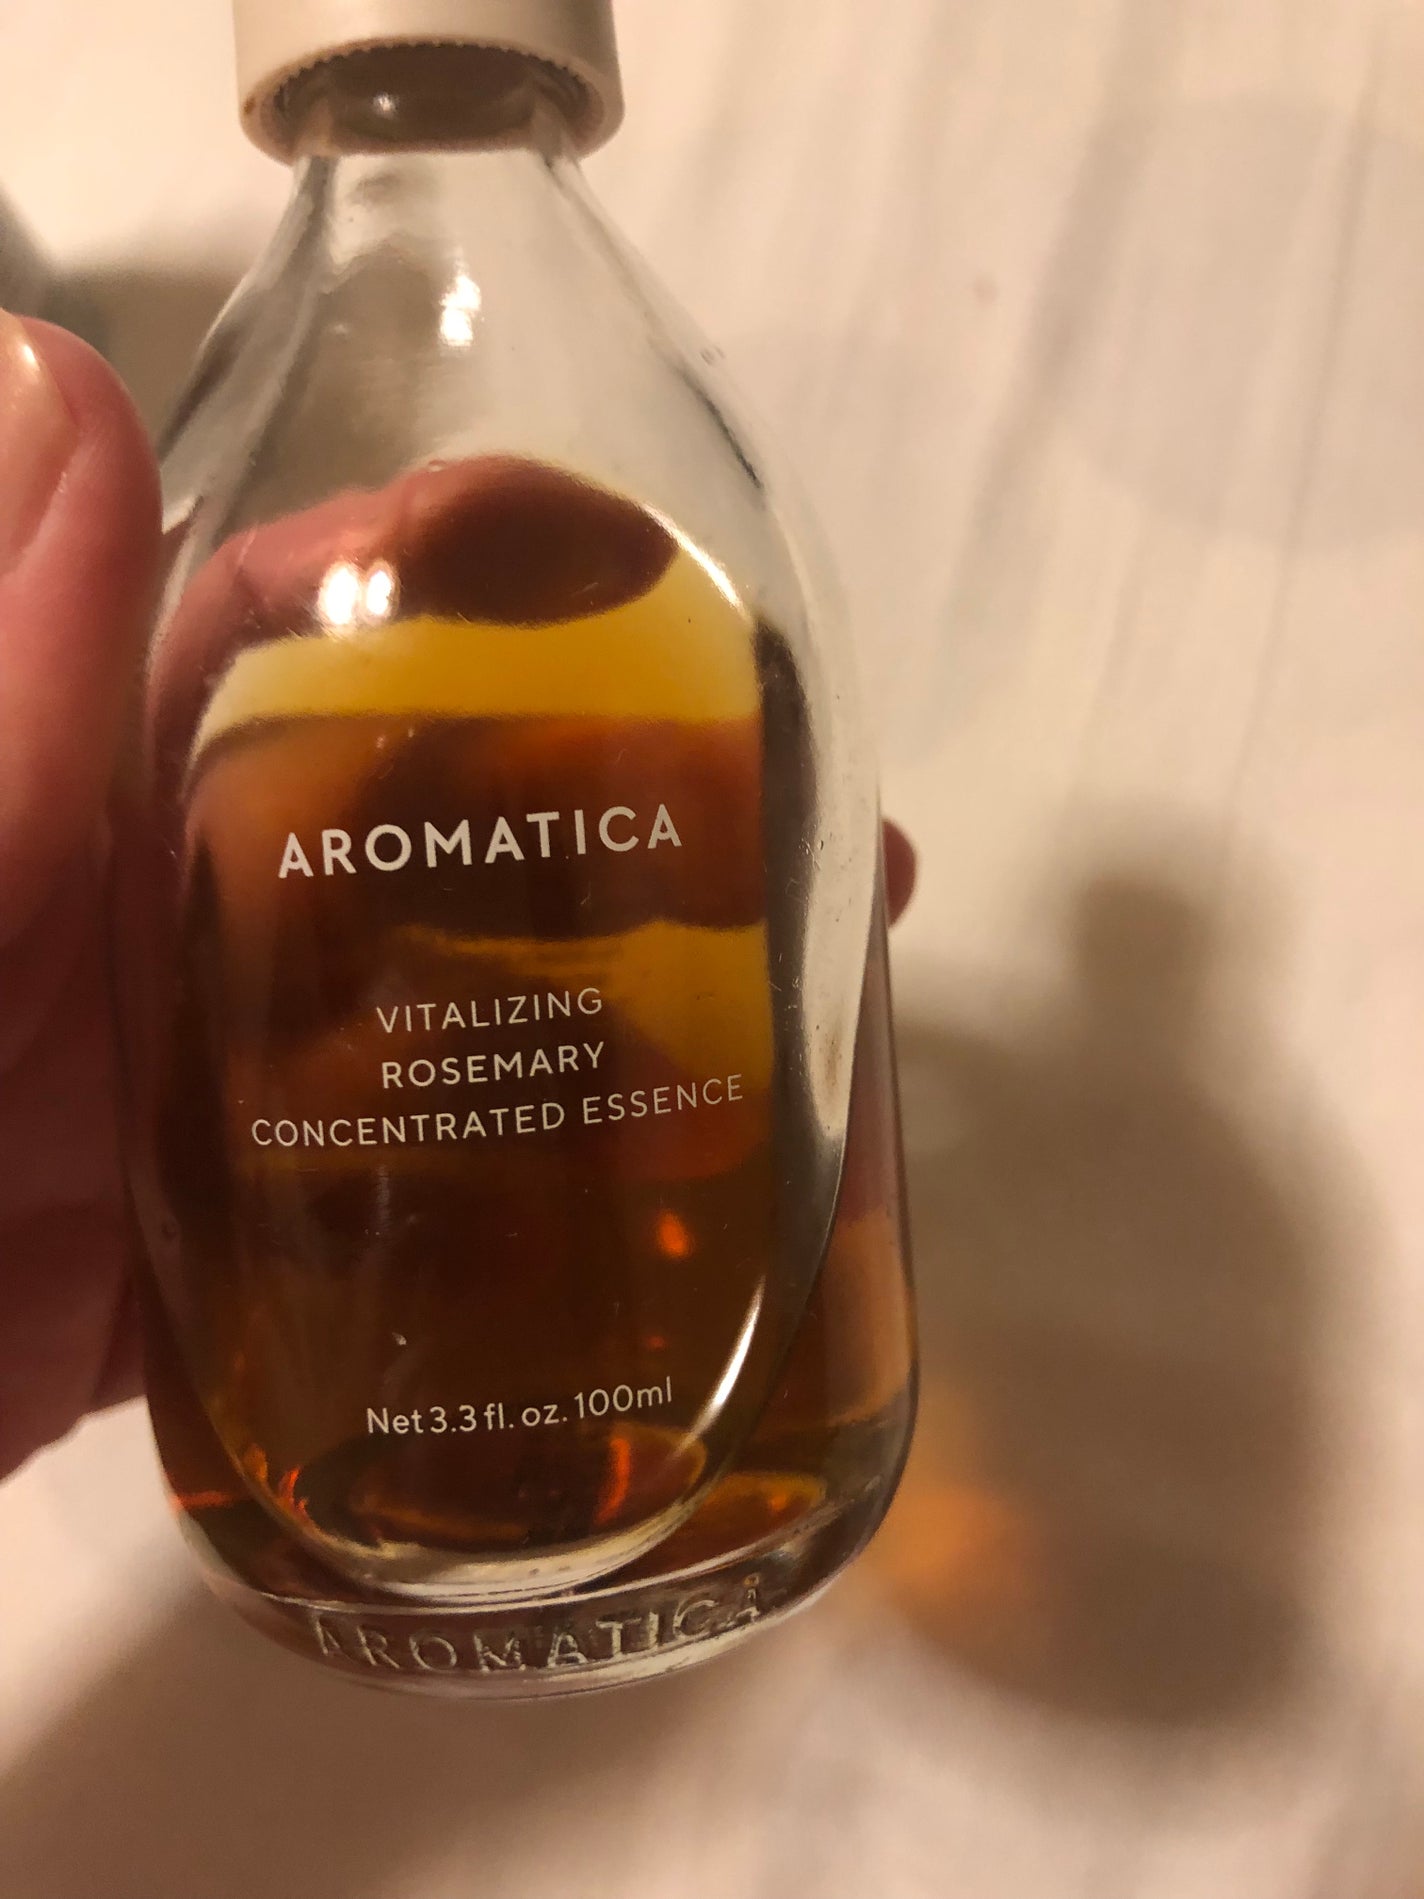 AROMATICA
VITALIZING
ROSEMARY
CONCENTRATED ESSENCE
Net 3.3 fl. oz. 100ml
AROMATICA